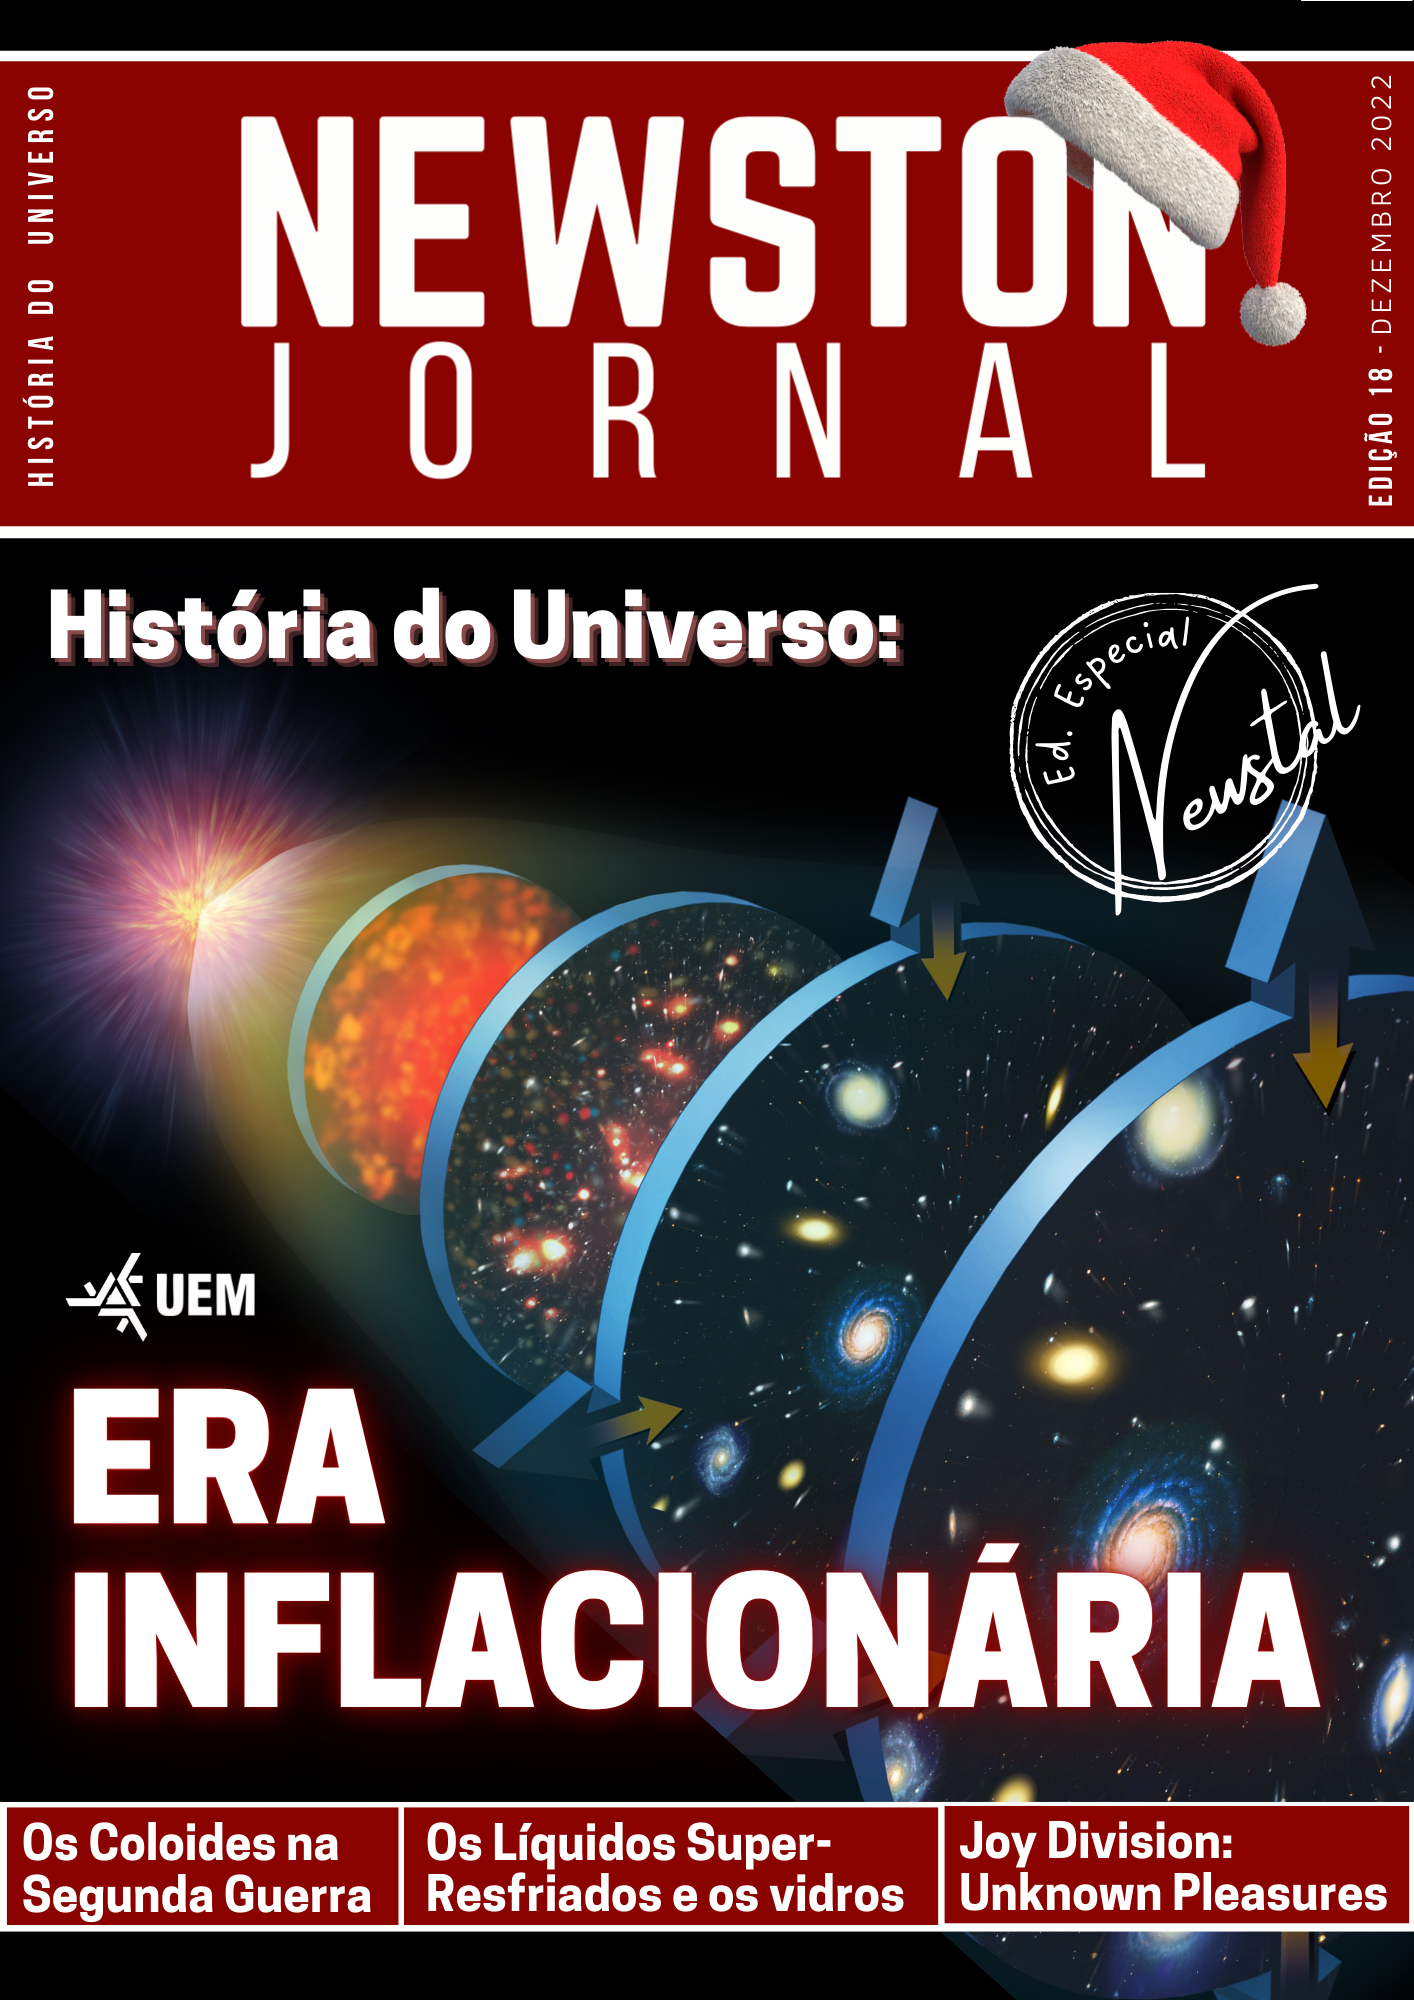 HISTÓRIA DO UNIVERSO
NEWSTON
JORNAL
EDIÇÃO 18 - DEZEMBRO 2022
História do Universo:
Ed. Especial
Newstal
UEM
ERA
INFLACIONÁRIA
Os Coloides na
Segunda Guerra
Os Líquidos Super-
Resfriados e os vidros
Joy Division:
Unknown Pleasures